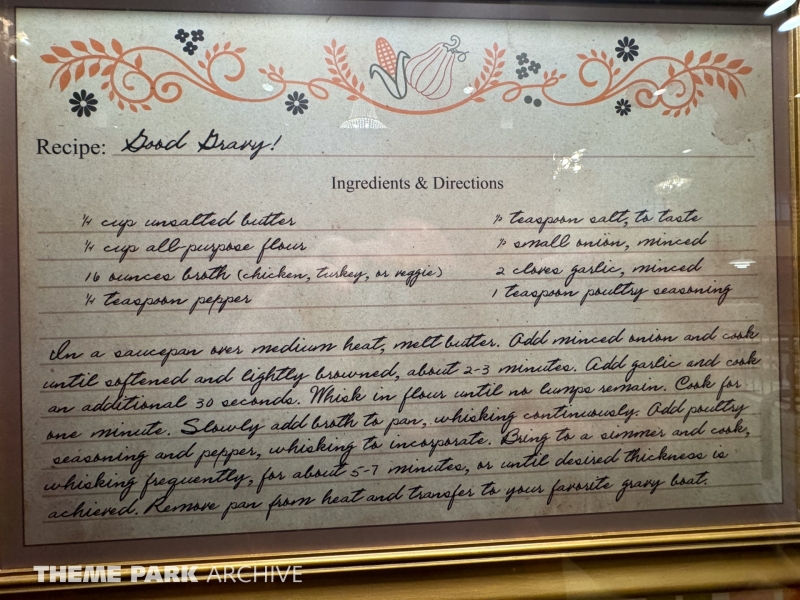 Recipe: Good Gravy!
Ingredients & Directions
¼ cup unsalted butter
¼ cup all-purpose flour
16 ounces broth (chicken, turkey, or veggie)
¼ teaspoon pepper
teaspoon salt, to taste
small onion, minced
2 cloves garlic, minced
1 teaspoon poultry seasoning
In a saucepan over medium heat, melt butter. Add minced onion and cook
until softened and lightly browned, about 2-3 minutes. Add garlic and cook
an additional 30 seconds. Whisk in flour until no lumps remain. Cook for
one minute. Slowly add broth to pan, whisking continuously. Add poultry
seasoning and pepper, whisking to incorporate. Bring to a simmer and cook,
whisking frequently, for about 5-7 minutes, or until desired thickness is
achieved. Remove pan from heat and transfer to your favorite gravy boat.
THEME PARK ARCHIVE